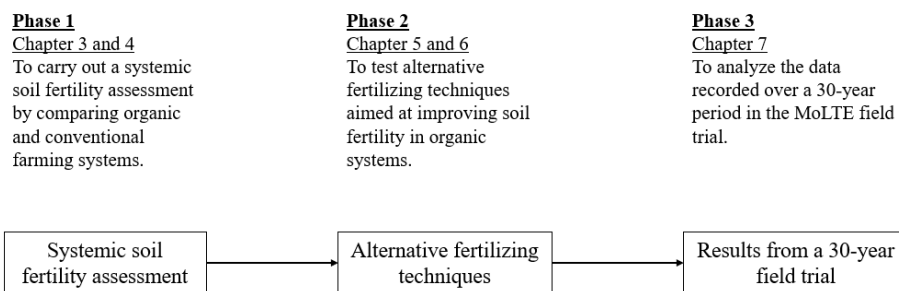 Phase 1
Chapter 3 and 4
To carry out a systemic
soil fertility assessment
by comparing organic
and conventional
farming systems.
Phase 2
Chapter 5 and 6
To test alternative
fertilizing techniques
aimed at improving soil
fertility in organic
systems.
Phase 3
Chapter 7
To analyze the data
recorded over a 30-year
period in the MoLTE field
trial.
Systemic soil
fertility assessment
Alternative fertilizing
techniques
Results from a 30-year
field trial